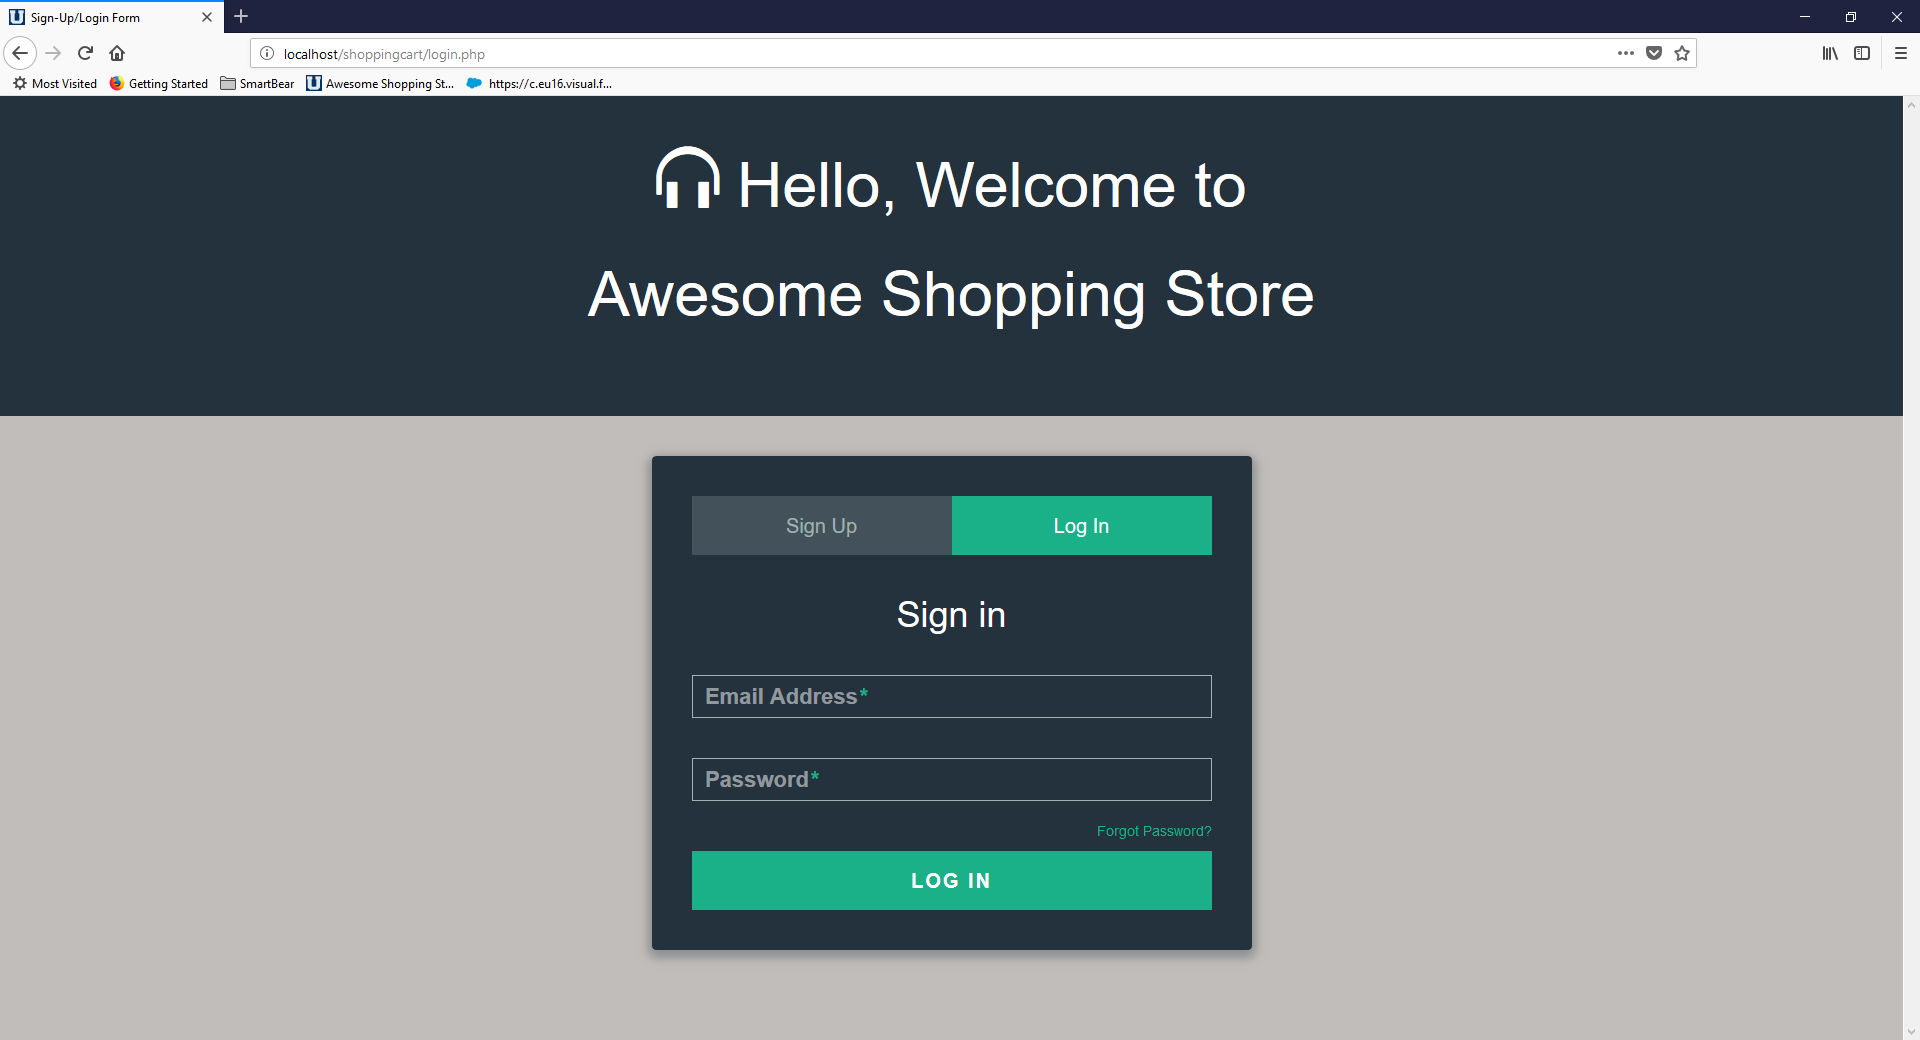 Sign-Up/Login Form
localhost/shoppingcart/login.php
Most Visited Getting Started SmartBear Awesome Shopping St... https://c.eu16.visual.f...
Hello, Welcome to
Awesome Shopping Store
Sign Up Log In
Sign in
Email Address*
Password*
Forgot Password?
LOG IN